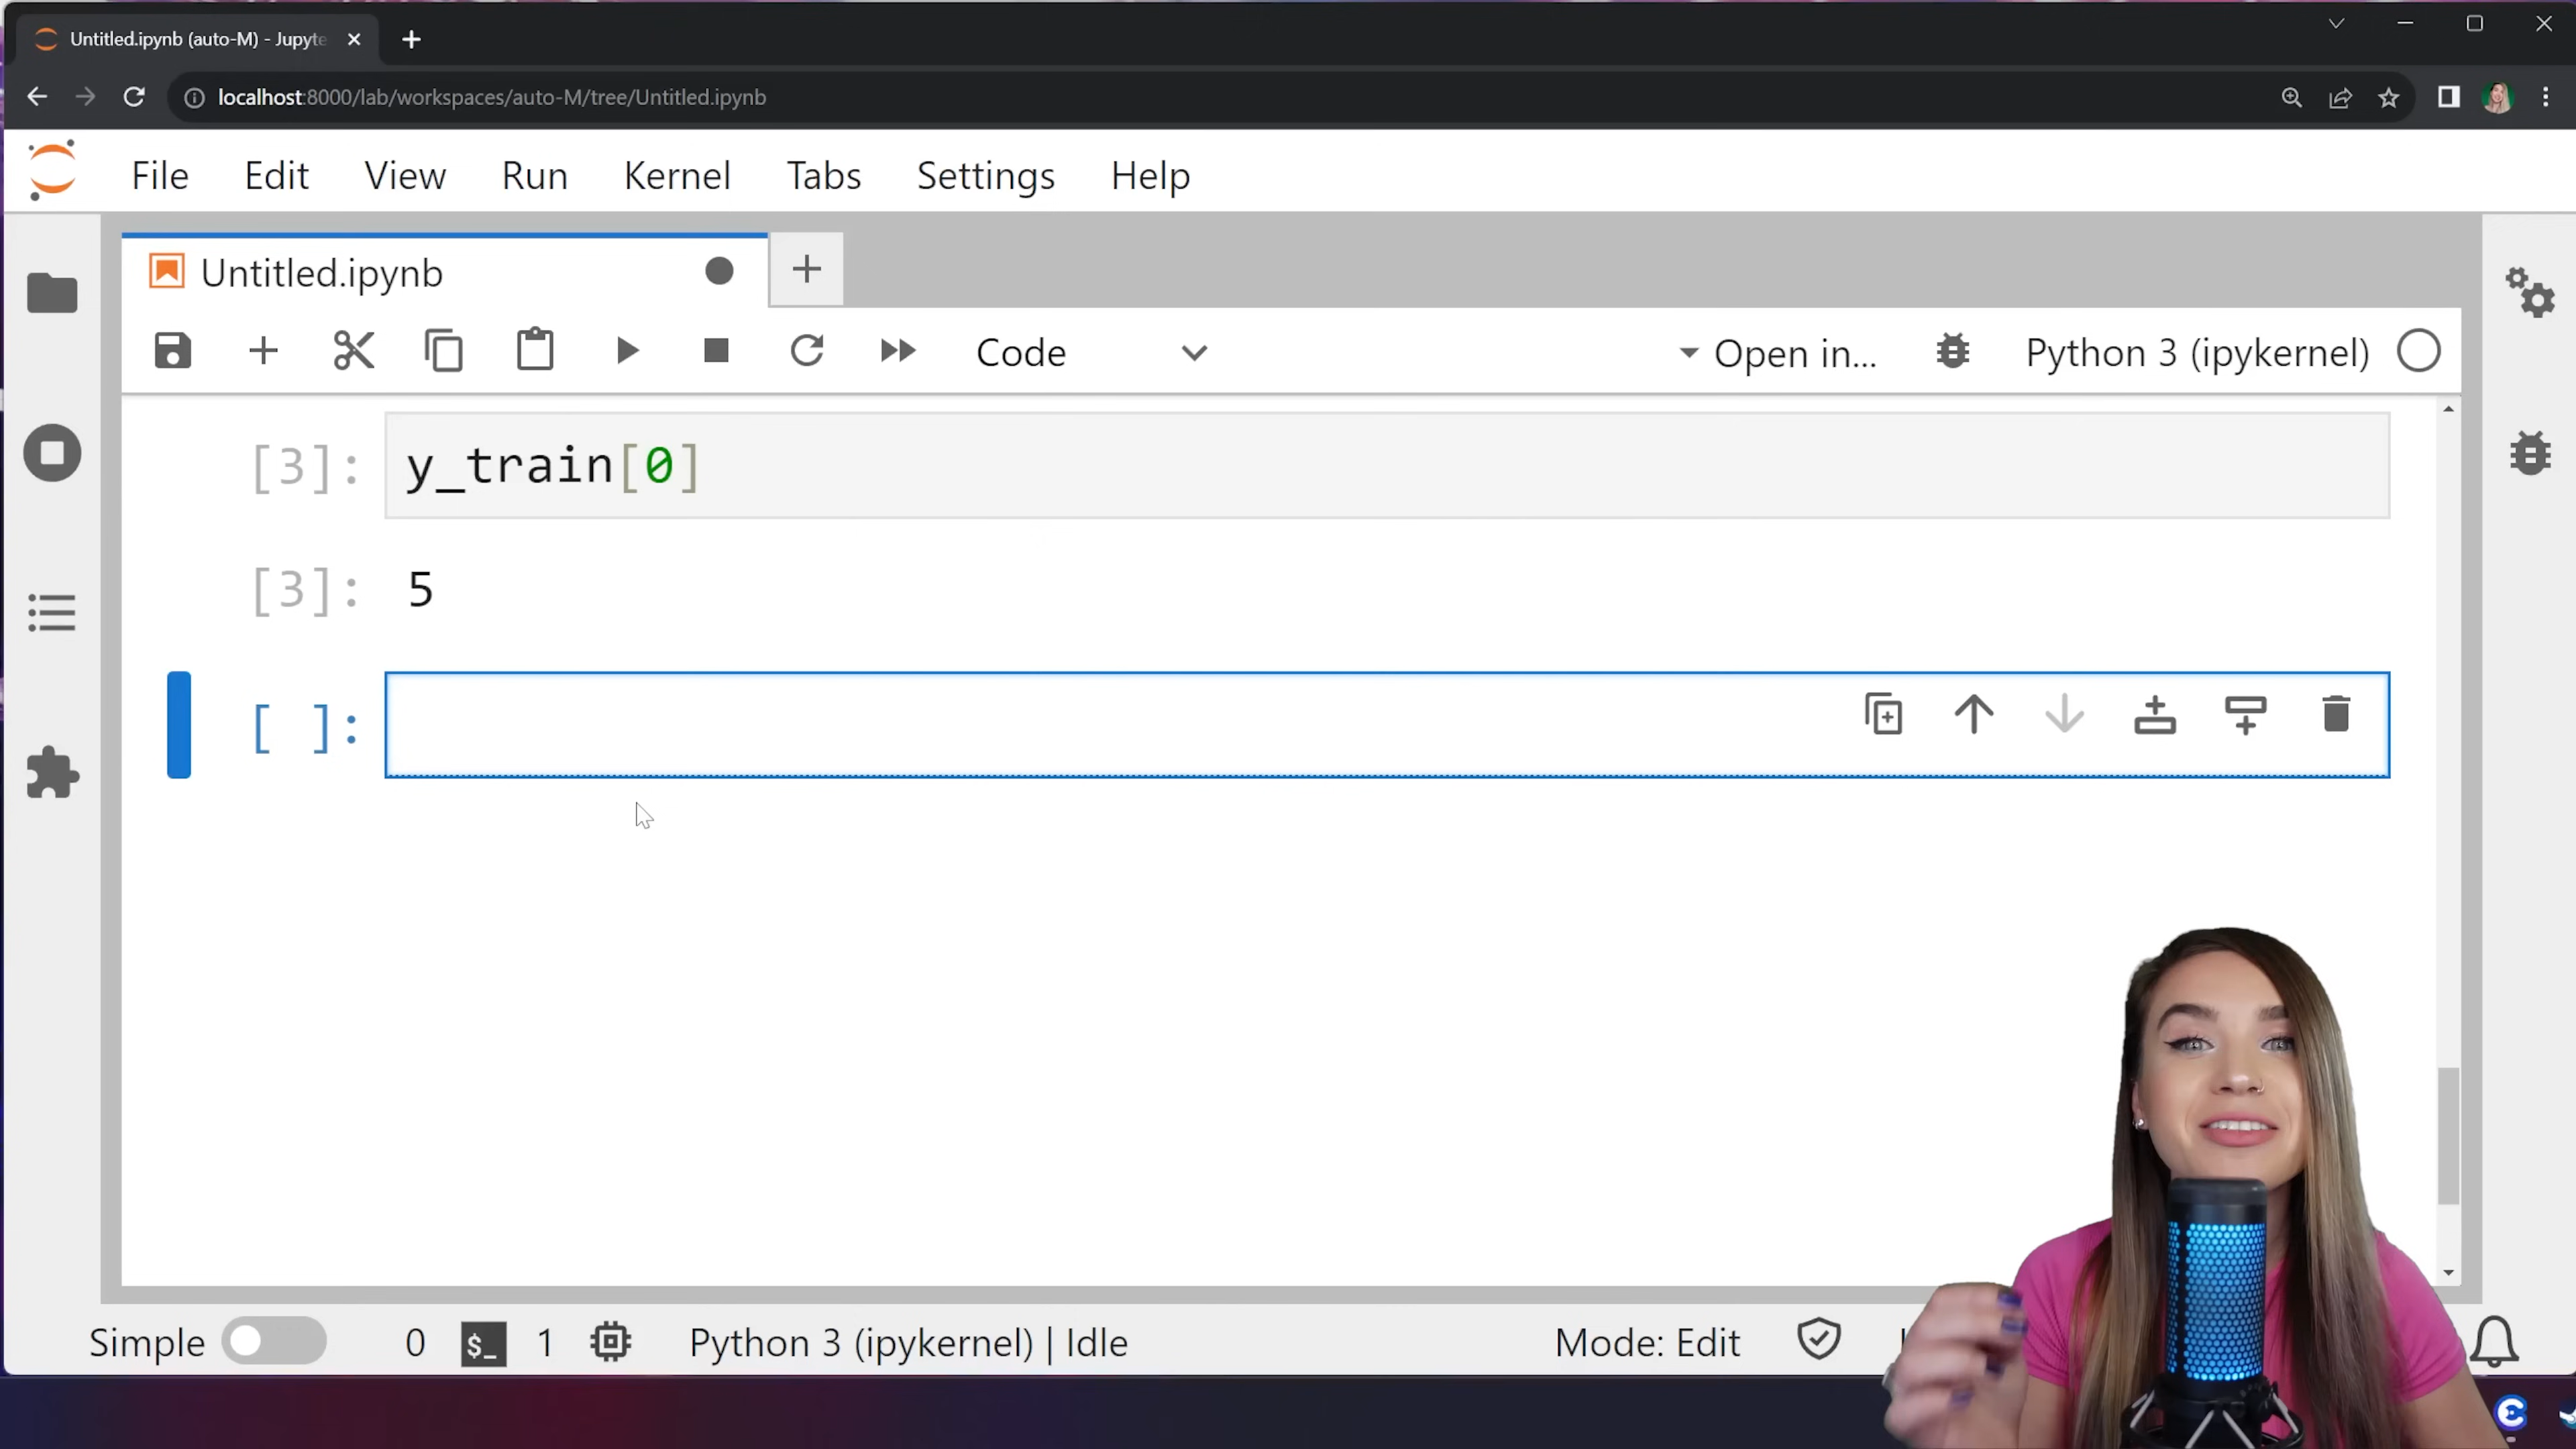 Untitled.ipynb (auto-M) - Jupyte
localhost:8000/lab/workspaces/auto-M/tree/Untitled.ipynb
File Edit View Run Kernel Tabs Settings Help
Untitled.ipynb
Code Open in... Python 3 (ipykernel)
[3]: y_train[0]
[3]: 5
[ ]:
Simple 0 $_ 1 Python 3 (ipykernel) | Idle Mode: Edit